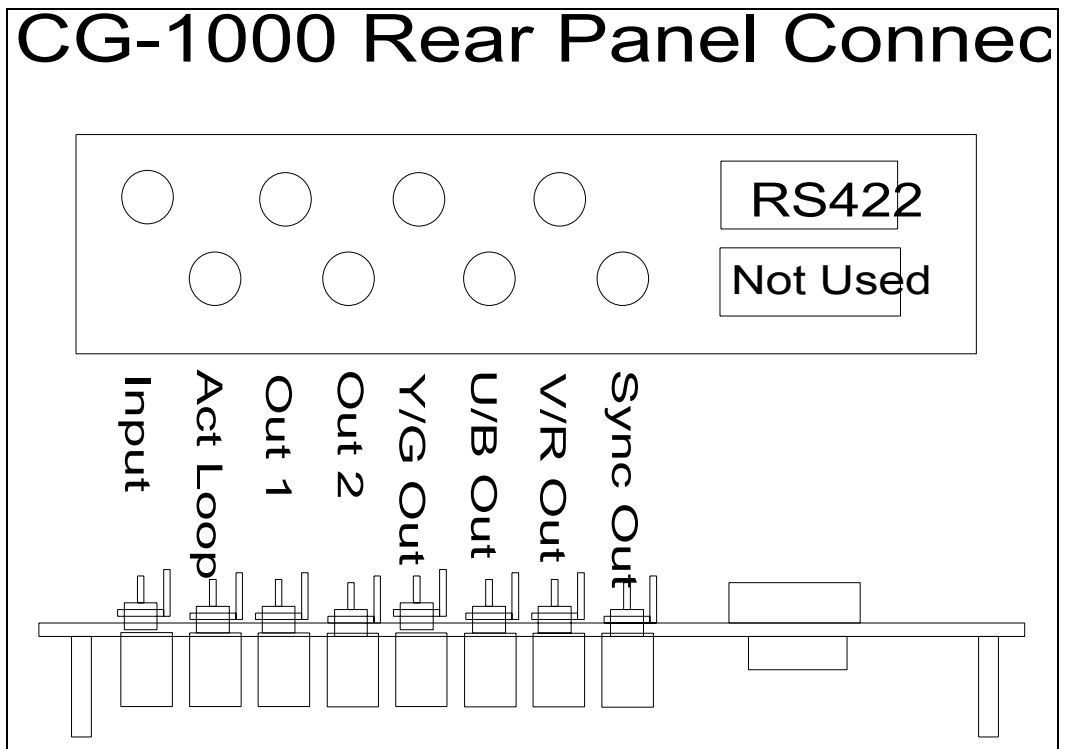 CG-1000 Rear Panel Connec
RS422
Not Used
Input
Act Loop
Out 1
Out 2
Y/G Out
U/B Out
V/R Out
Sync Out